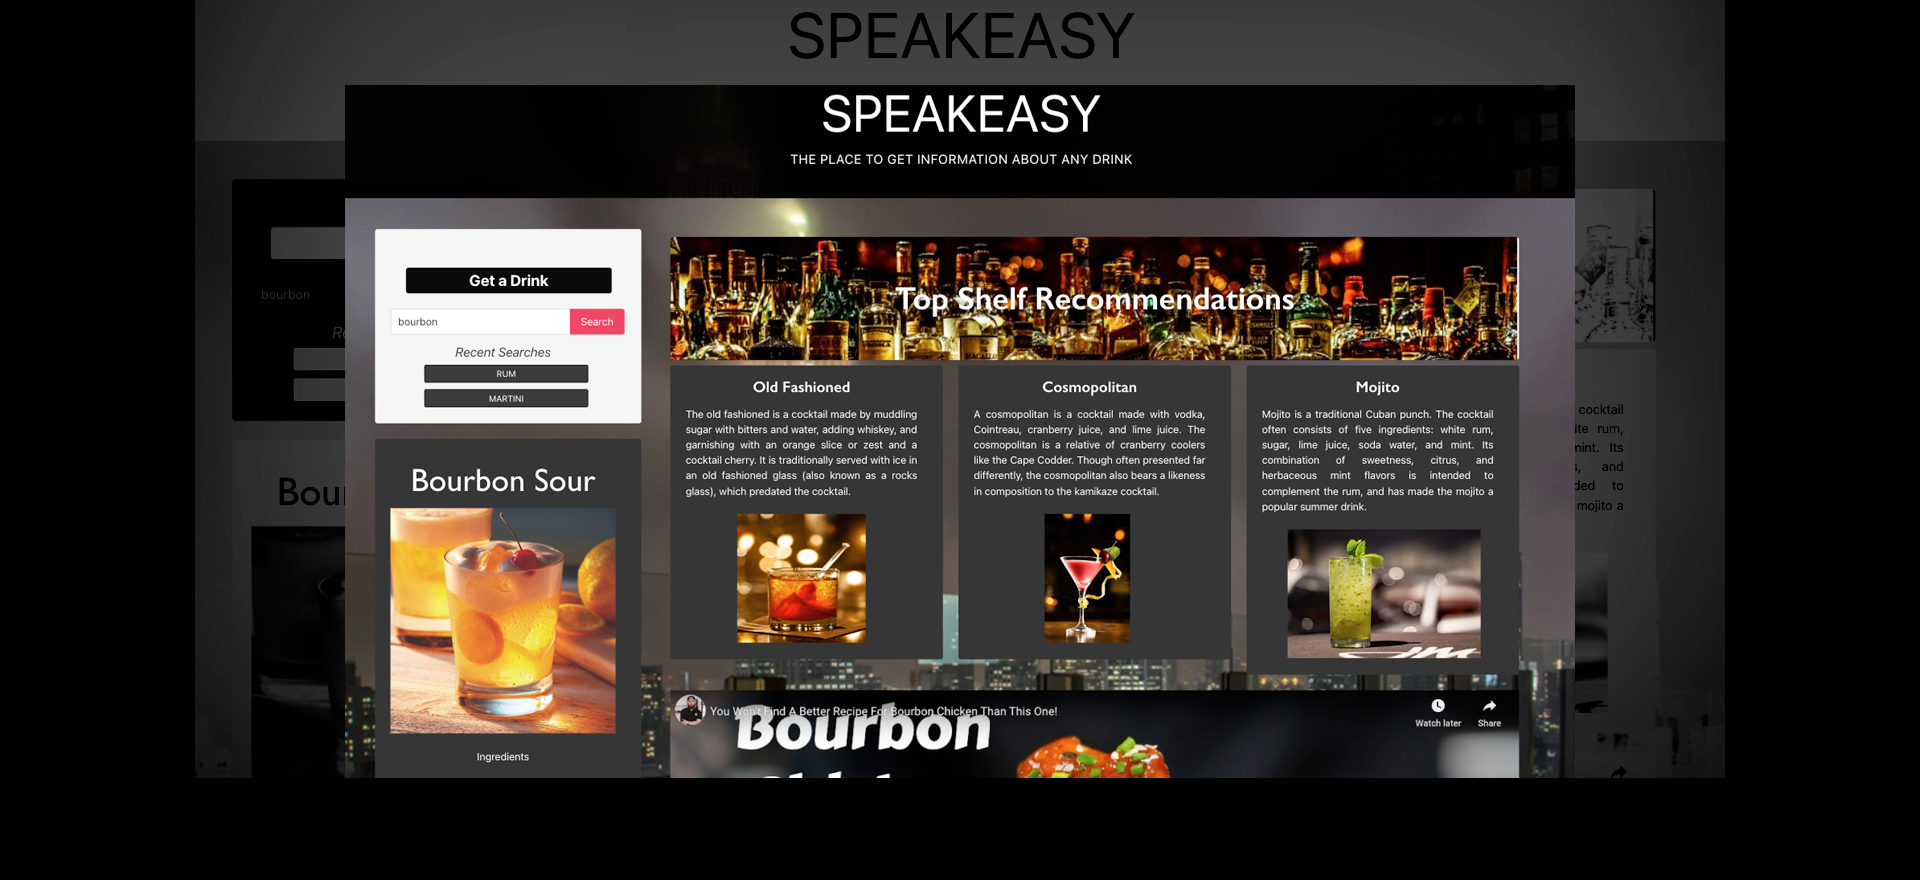 SPEAKEASY
SPEAKEASY
THE PLACE TO GET INFORMATION ABOUT ANY DRINK
Get a Drink
bourbon
Search
Recent Searches
RUM
MARTINI
Bourbon Sour
Ingredients
Top Shelf Recommendations
Old Fashioned
The old fashioned is a cocktail made by muddling
sugar with bitters and water, adding whiskey, and
garnishing with an orange slice or zest and a
cocktail cherry. It is traditionally served with ice in
an old fashioned glass (also known as a rocks
glass), which predated the cocktail.
Cosmopolitan
A cosmopolitan is a cocktail made with vodka,
Cointreau, cranberry juice, and lime juice. The
cosmopolitan is a relative of cranberry coolers
like the Cape Codder. Though often presented far
differently, the cosmopolitan also bears a likeness
in composition to the kamikaze cocktail.
Mojito
Mojito is a traditional Cuban punch. The cocktail
often consists of five ingredients: white rum,
sugar, lime juice, soda water, and mint. Its
combination of sweetness, citrus, and
herbaceous mint flavors is intended to
complement the rum, and has made the mojito a
popular summer drink.
You Won't Find A Better Recipe For Bourbon Chicken Than This One!
Watch later
Share
Bourbon
bourbon
Bour
cocktail
rum,
mint. Its
and
to
mojito a